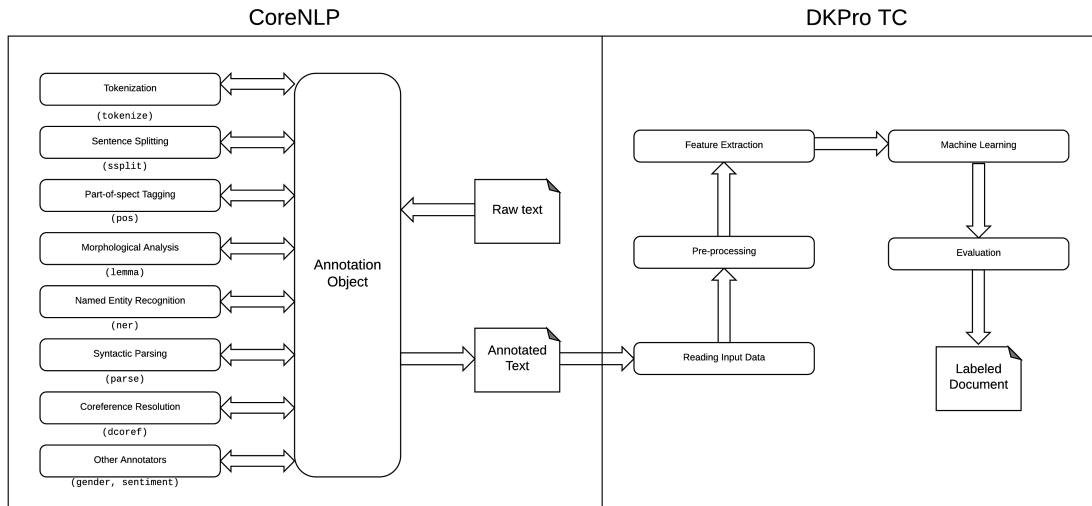 CoreNLP
DKPro TC
Tokenization
(tokenize)
Sentence Splitting
(ssplit)
Part-of-spect Tagging
(pos)
Morphological Analysis
(lemma)
Named Entity Recognition
(ner)
Syntactic Parsing
(parse)
Coreference Resolution
(dcoref)
Other Annotators
(gender, sentiment)
Annotation
Object
Raw text
Annotated
Text
Feature Extraction
Pre-processing
Reading Input Data
Machine Learning
Evaluation
Labeled
Document